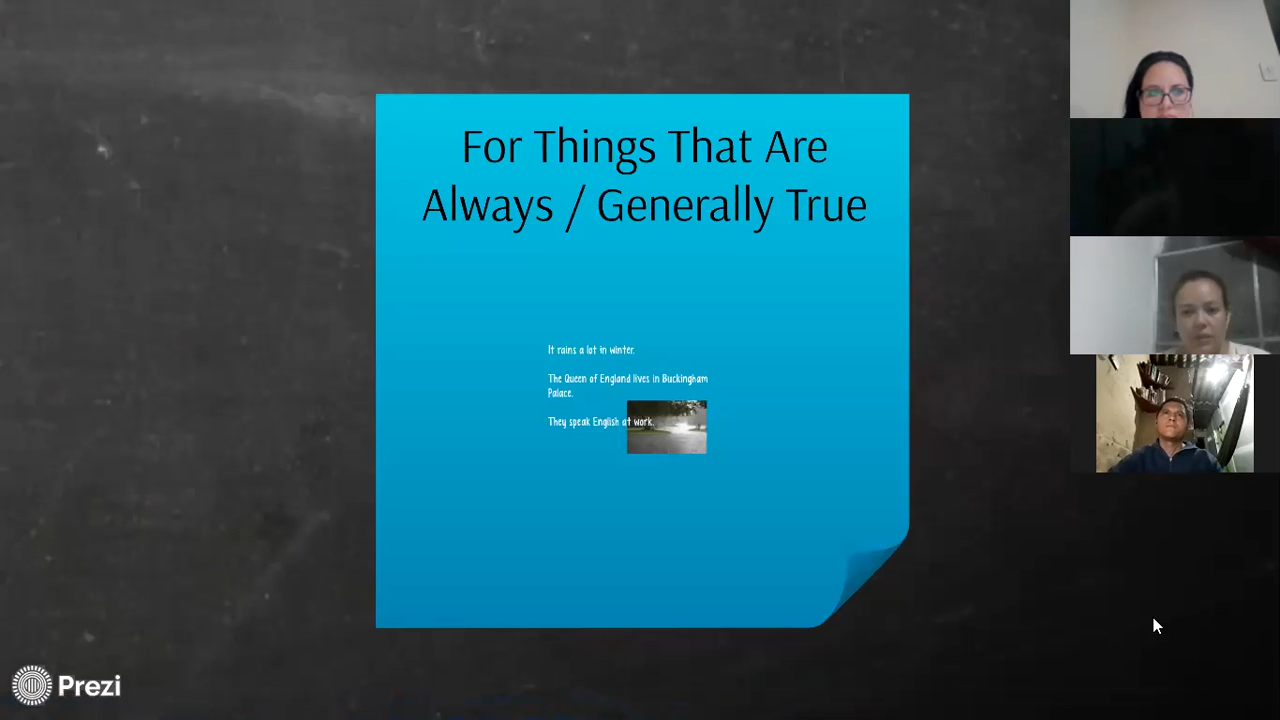 For Things That Are
Always / Generally True
It rains a lot in winter.
The Queen of England lives in Buckingham
Palace.
They speak English at work.
Prezi